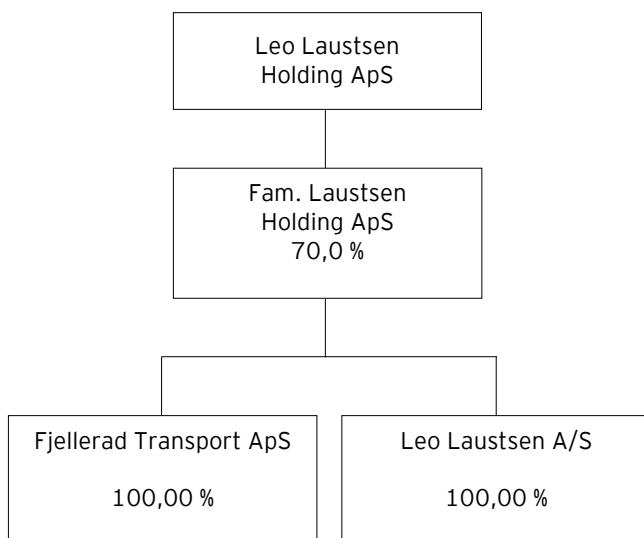 Leo Laustsen
Holding ApS
Fam. Laustsen
Holding ApS
70,0 %
Fjellerad Transport ApS
100,00 %
Leo Laustsen A/S
100,00 %